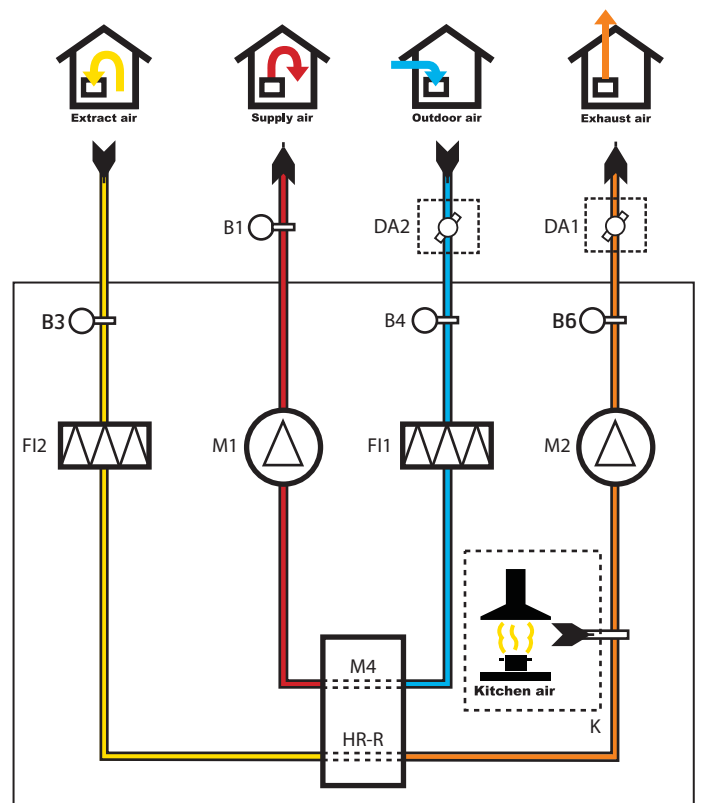 Extract air
Supply air
Outdoor air
Exhaust air
B1
DA2
DA1
B3
B4
B6
FI2
M1
FI1
M2
M4
Kitchen air
K
HR-R